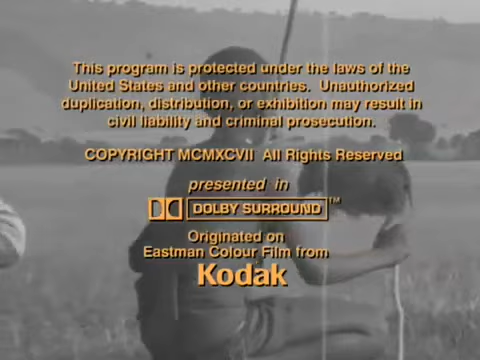 This program is protected under the laws of the
United States and other countries. Unauthorized
duplication, distribution, or exhibition may result in
civil liability and criminal prosecution.
COPYRIGHT MCMXCVII All Rights Reserved
presented in
DOLBY SURROUND™
Originated on
Eastman Colour Film from
Kodak